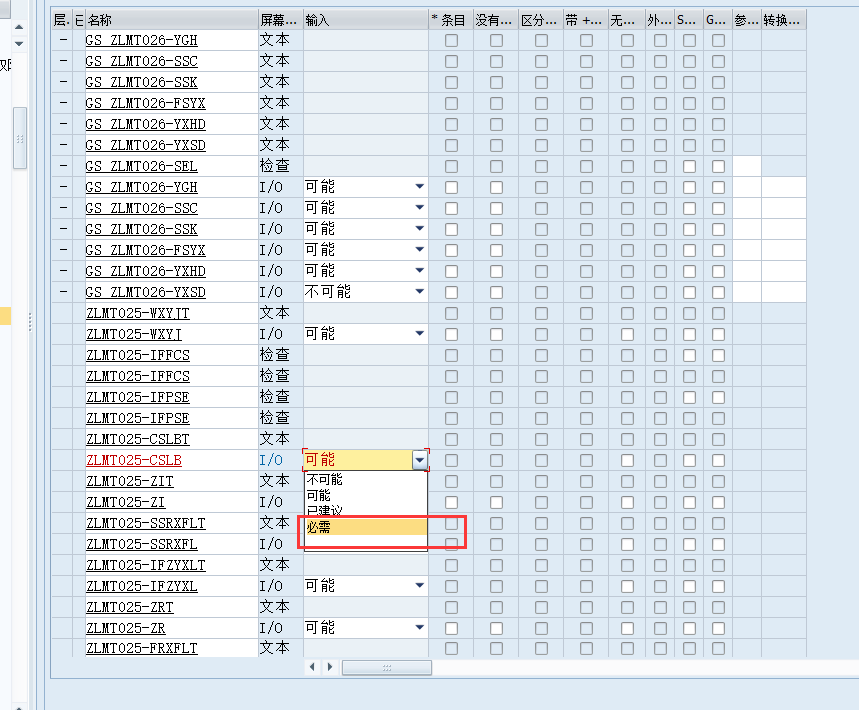 层. E 名称 屏幕... 输入 * 条目 没有... 区分... 带 +... 无... 外... S... G... 参... 转换...
- GS_ZLMT026-YGH 文本
- GS_ZLMT026-SSC 文本
- GS_ZLMT026-SSK 文本
- GS_ZLMT026-FSYX 文本
- GS_ZLMT026-YXHD 文本
- GS_ZLMT026-YXSD 文本
- GS_ZLMT026-SEL 检查
- GS_ZLMT026-YGH I/O 可能
- GS_ZLMT026-SSC I/O 可能
- GS_ZLMT026-SSK I/O 可能
- GS_ZLMT026-FSYX I/O 可能
- GS_ZLMT026-YXHD I/O 可能
- GS_ZLMT026-YXSD I/O 不可能
ZLMT025-WXYJT 文本
ZLMT025-WXYJ I/O 可能
ZLMT025-IFFCS 检查
ZLMT025-IFFCS 检查
ZLMT025-IFPSE 检查
ZLMT025-IFPSE 检查
ZLMT025-CSLBT 文本
ZLMT025-CSLB I/O 可能
ZLMT025-ZIT 文本 不可能
ZLMT025-ZI I/O 可能
已建议
ZLMT025-SSRXFLT 文本 必需
ZLMT025-SSRXFL I/O
ZLMT025-IFZYXLT 文本
ZLMT025-IFZYXL I/O 可能
ZLMT025-ZRT 文本
ZLMT025-ZR I/O 可能
ZLMT025-FRXFLT 文本